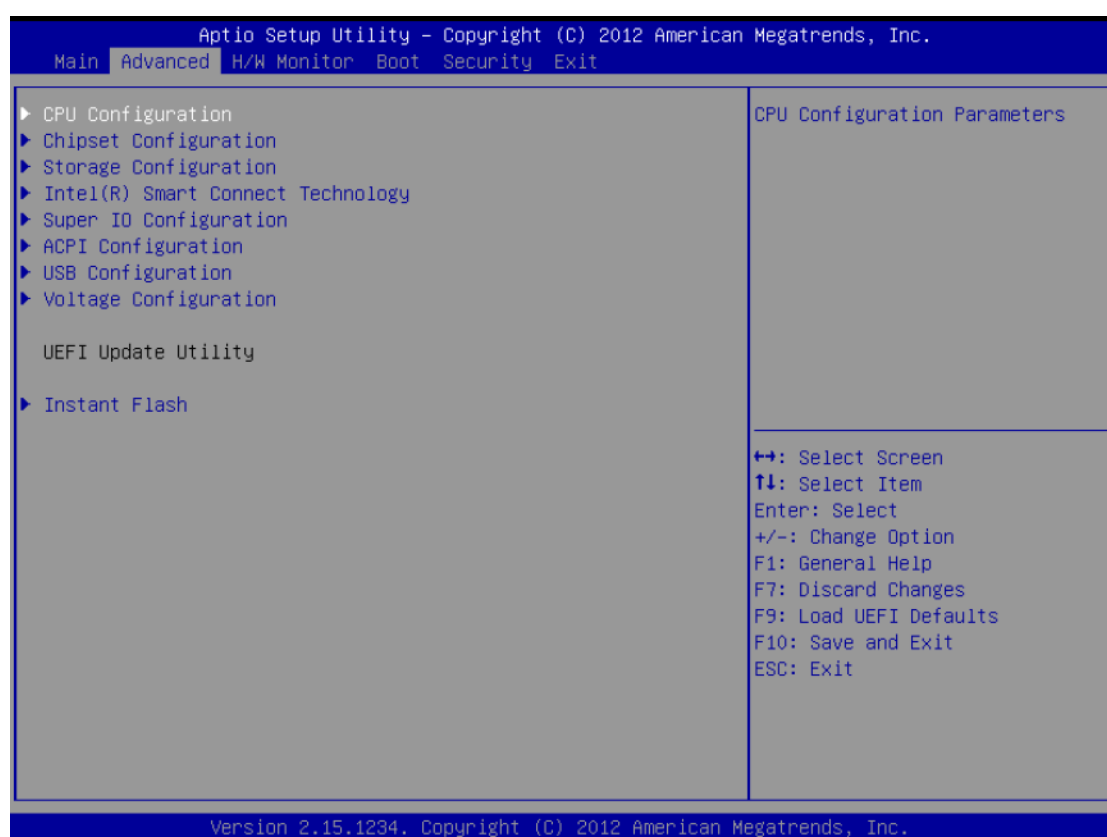 Aptio Setup Utility – Copyright (C) 2012 American Megatrends, Inc.
Main Advanced H/W Monitor Boot Security Exit
CPU Configuration
Chipset Configuration
Storage Configuration
Intel(R) Smart Connect Technology
Super IO Configuration
ACPI Configuration
USB Configuration
Voltage Configuration
UEFI Update Utility
Instant Flash
CPU Configuration Parameters
←→: Select Screen
↑↓: Select Item
Enter: Select
+/-: Change Option
F1: General Help
F7: Discard Changes
F9: Load UEFI Defaults
F10: Save and Exit
ESC: Exit
Version 2.15.1234. Copyright (C) 2012 American Megatrends, Inc.